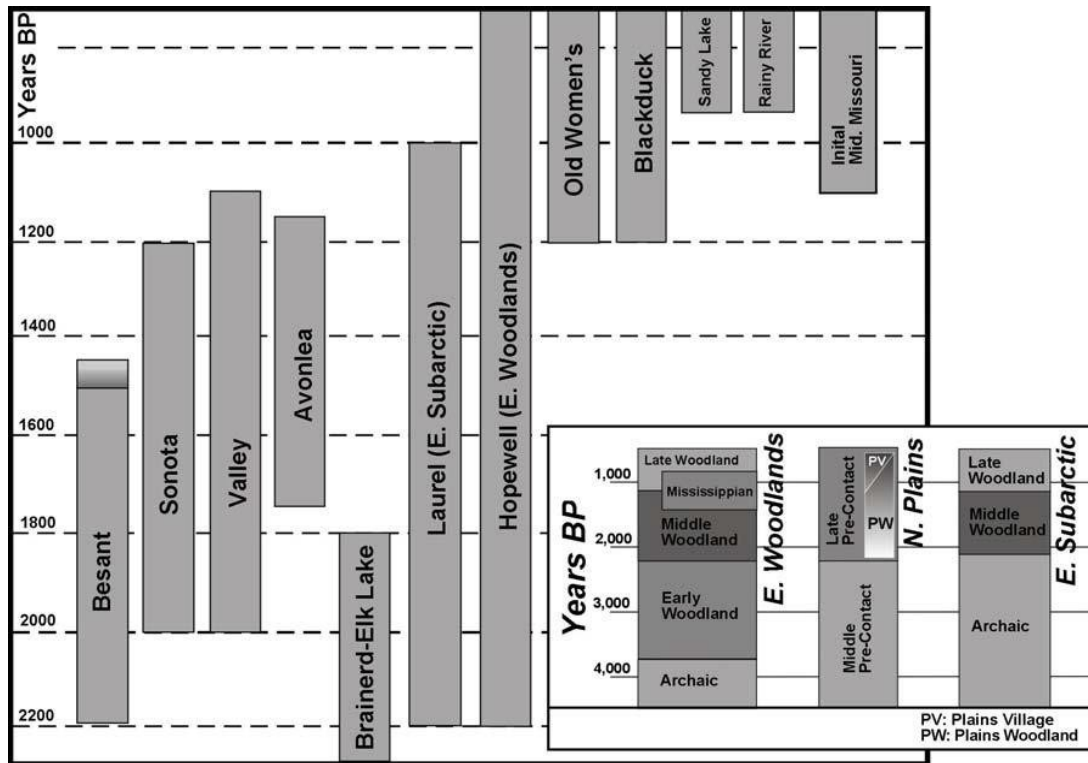 Years BP
1000
1200
1400
1600
1800
2000
2200
Besant
Sonota
Valley
Avonlea
Brainerd-Elk Lake
Laurel (E. Subarctic)
Hopewell (E. Woodlands)
Old Women's
Blackduck
Sandy Lake
Rainy River
Inital
Mid. Missouri
Years BP
1,000
2,000
3,000
4,000
Late Woodland
Mississippian
Middle
Woodland
Early
Woodland
Archaic
E. Woodlands
PV
PW
Late
Pre-Contact
Middle
Pre-Contact
N. Plains
Late
Woodland
Middle
Woodland
Archaic
E. Subarctic
PV: Plains Village
PW: Plains Woodland